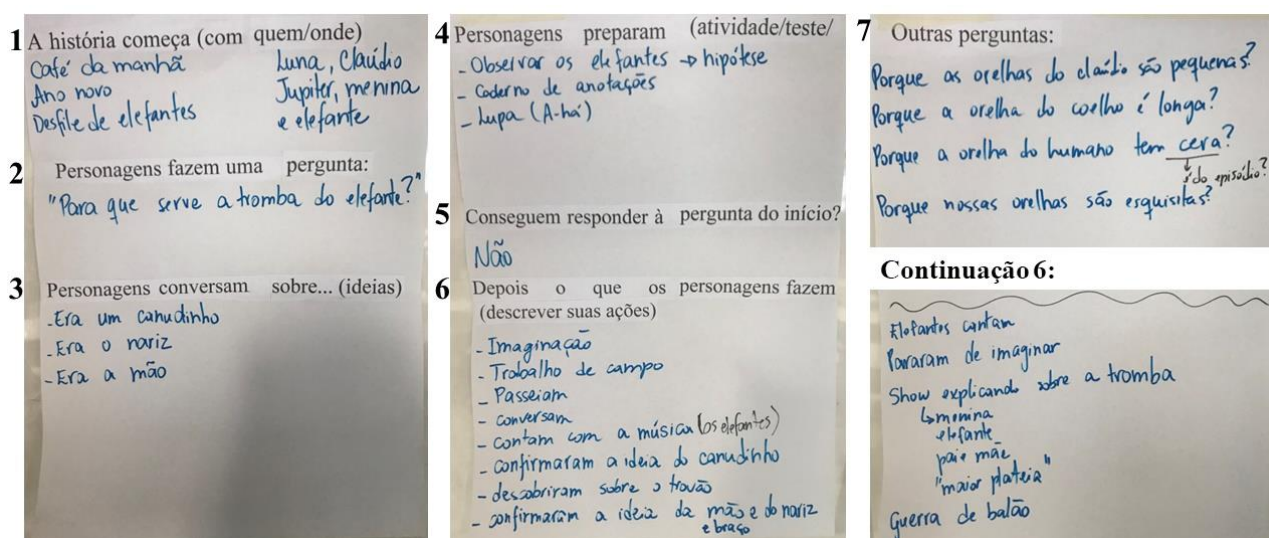 1 A história começa (com quem/onde)
Café da manhã
Ano novo
Desfile de elefantes
Luna, Cláudio
Jupiter, menina
e elefante
2 Personagens fazem uma pergunta:
"Para que serve a tromba do elefante?"
3 Personagens conversam sobre... (ideias)
-Era um canudinho
-Era o nariz
-Era a mão
4 Personagens preparam (atividade/teste/
- Observar os elefantes → hipótese
- Caderno de anotações
- Lupa (A-há)
5 Conseguem responder à pergunta do início?
Não
6 Depois o que os personagens fazem
(descrever suas ações)
- Imaginação
- Trabalho de campo
- Passeiam
- conversam
- contam com a música (os elefantes)
- confirmaram a ideia do canudinho
- descobriram sobre o trovão
- confirmaram a ideia da mão e do nariz
e braço
7 Outras perguntas:
Porque as orelhas do claúdio são pequenas?
Porque a orelha do coelho é longa?
Porque a orelha do humano tem cera?
↓ é do episódio?
Porque nossas orelhas são esquisitas?
Continuação 6:
Elefantes cantam
Pararam de imaginar
Show explicando sobre a tromba
↳ menina
elefante
pai e mãe
"maior plateia"
Guerra de balão